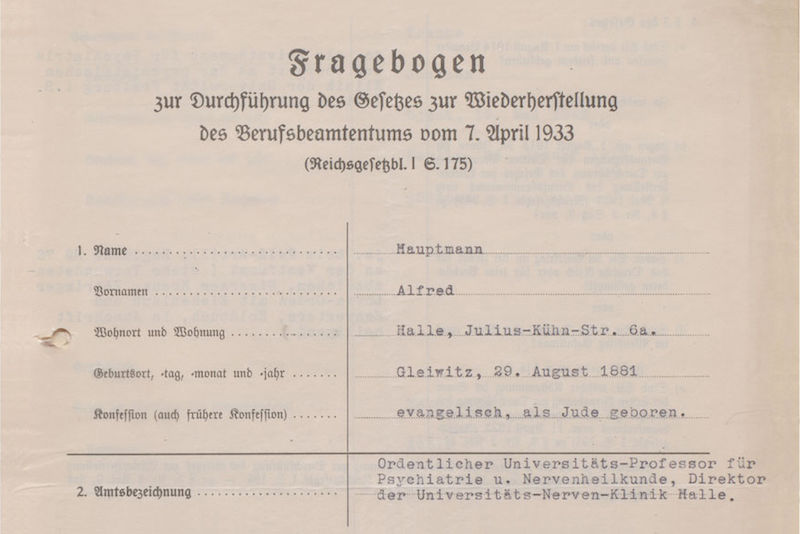 Fragebogen
zur Durchführung des Gesetzes zur Wiederherstellung
des Berufsbeamtentums vom 7. April 1933
(Reichsgesetzbl. I S. 175)
1. Name .......... Hauptmann
Vornamen .......... Alfred
Wohnort und Wohnung .......... Halle, Julius-Kühn-Str. 6a.
Geburtsort, -tag, -monat und -jahr .......... Gleiwitz, 29. August 1881
Konfession (auch frühere Konfession) .......... evangelisch, als Jude geboren.
2. Amtsbezeichnung .......... Ordentlicher Universitäts-Professor für
Psychiatrie u. Nervenheilkunde, Direktor
der Universitäts-Nerven-Klinik Halle.